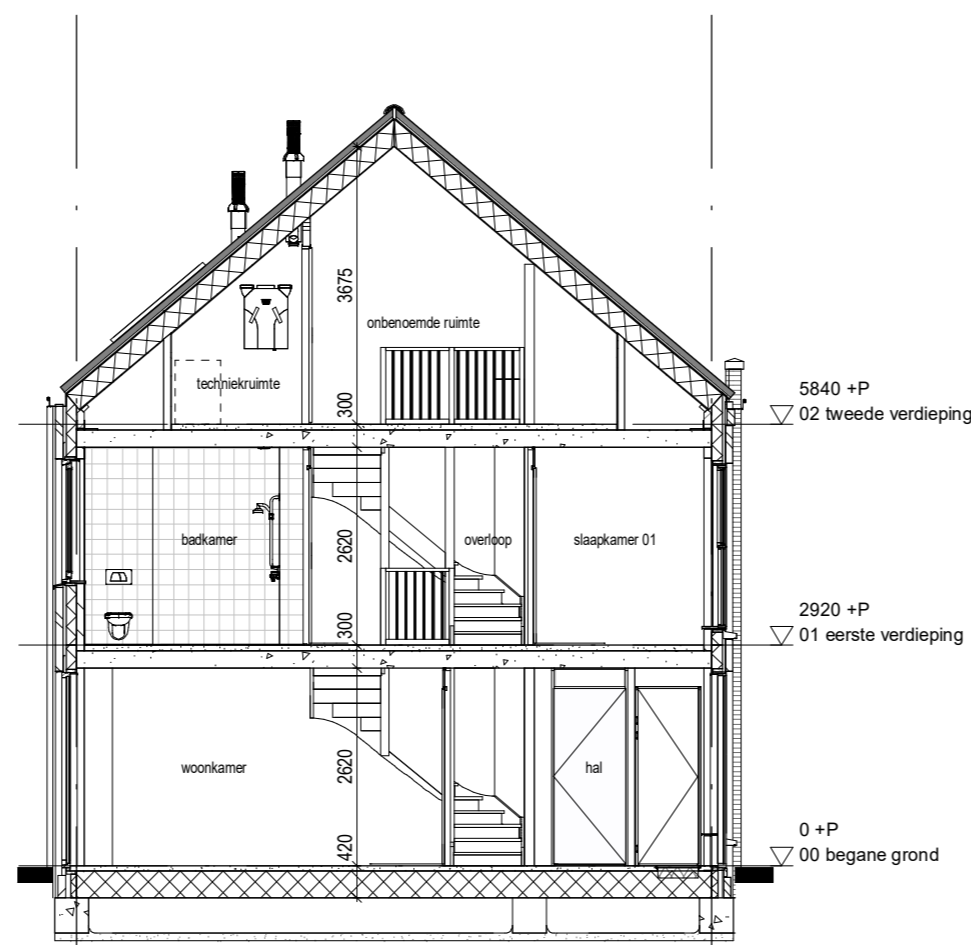 3675
onbenoemde ruimte
techniekruimte
300
5840 +P
02 tweede verdieping
badkamer
2620
overloop
slaapkamer 01
300
2920 +P
01 eerste verdieping
woonkamer
2620
hal
420
0 +P
00 begane grond